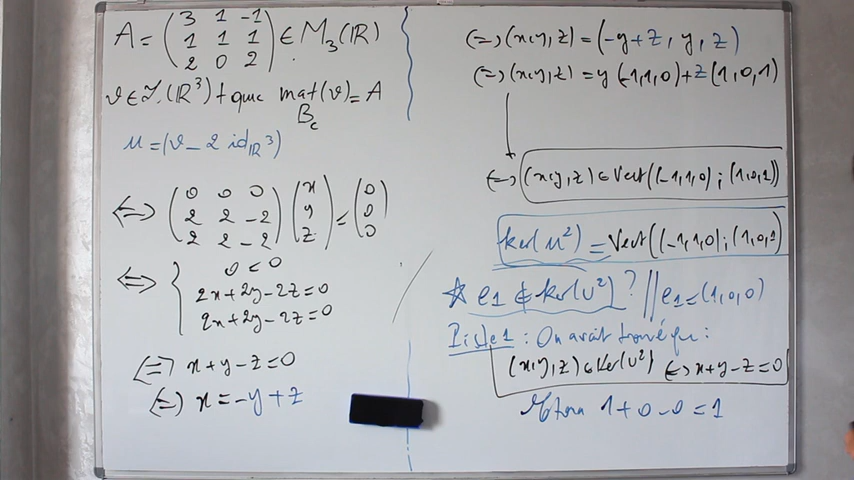 A = ( 3 1 -1 ; 1 1 1 ; 2 0 2 ) ∈ M₃(ℝ)
v ∈ ℒ(ℝ³) tq que mat_Bc(v) = A
u = (v - 2 id_ℝ³)
⟺ ( 0 0 0 ; 2 2 -2 ; 2 2 -2 ) ( x ; y ; z ) = ( 0 ; 0 ; 0 )
⟺ { 0 = 0
2x+2y-2z=0
2x+2y-2z=0
⟺ x+y-z=0
⟺ x = -y+z
⟺ (x,y,z) = (-y+z, y, z)
⟺ (x,y,z) = y(-1,1,0)+z(1,0,1)
⟺ (x,y,z) ∈ Vect((-1,1,0);(1,0,1))
ker(u²) = Vect((-1,1,0);(1,0,1)
☆ e1 ∉ ker(u²)? || e1=(1,0,0)
Piste1 : On avait trouvé que:
(x,y,z) ∈ Ker(u²) ⟺ x+y-z=0
1+0-0=1